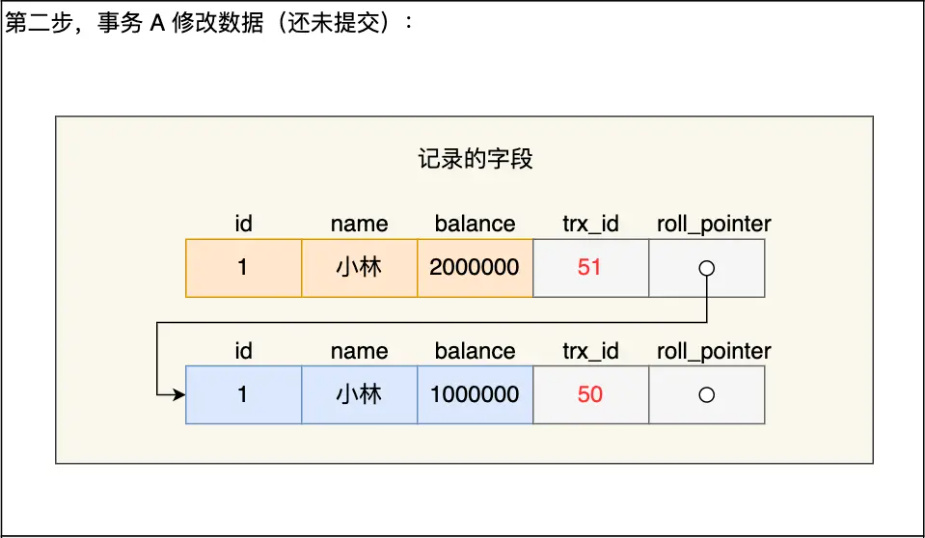 第二步，事务 A 修改数据（还未提交）：
记录的字段
id name balance trx_id roll_pointer
1 小林 2000000 51
id name balance trx_id roll_pointer
1 小林 1000000 50